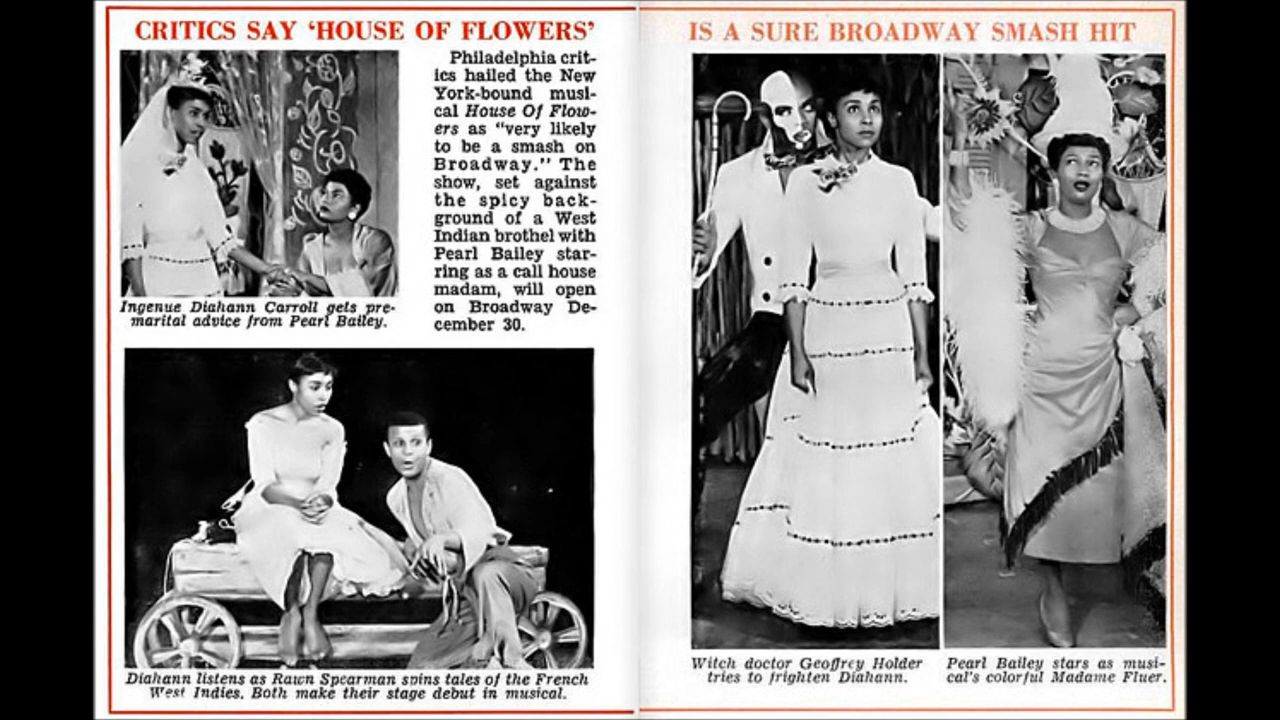 CRITICS SAY ‘HOUSE OF FLOWERS’
IS A SURE BROADWAY SMASH HIT
Philadelphia crit-
ics hailed the New
York-bound musi-
cal House Of Flow-
ers as “very likely
to be a smash on
Broadway.” The
show, set against
the spicy back-
ground of a West
Indian brothel with
Pearl Bailey star-
ring as a call house
madam, will open
on Broadway De-
cember 30.
Ingenue Diahann Carroll gets pre-
marital advice from Pearl Bailey.
Diahann listens as Rawn Spearman spins tales of the French
West Indies. Both make their stage debut in musical.
Witch doctor Geoffrey Holder
tries to frighten Diahann.
Pearl Bailey stars as musi-
cal's colorful Madame Fluer.